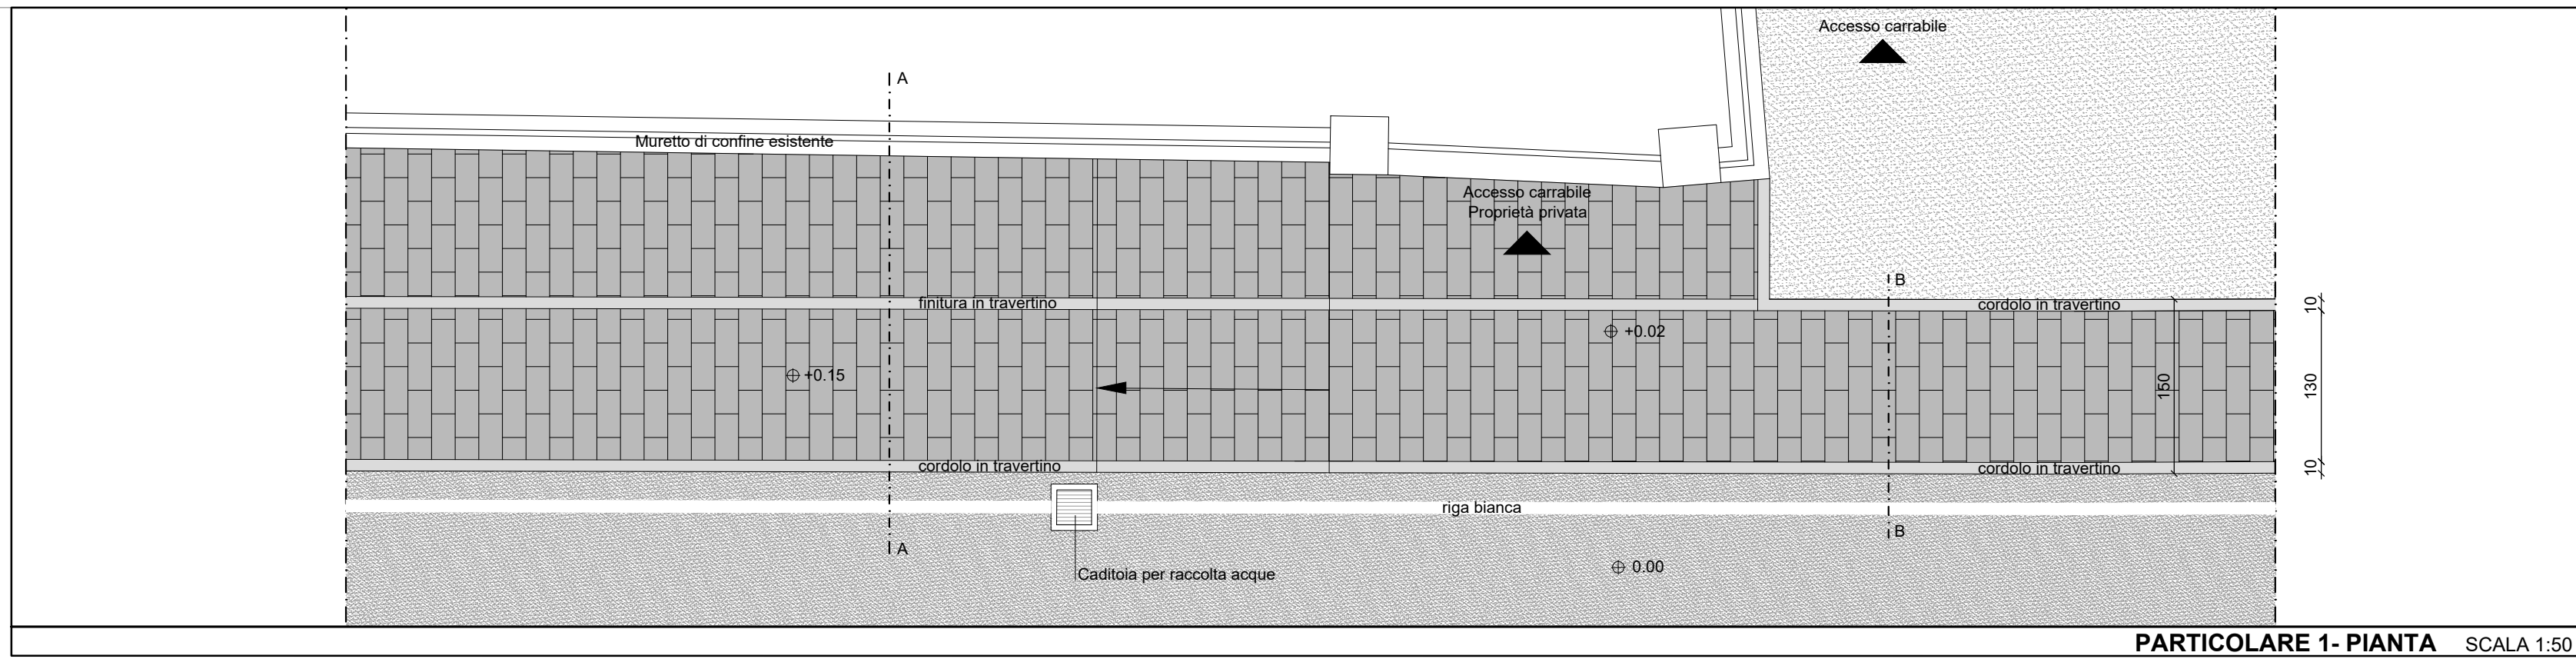 Accesso carrabile
A
Muretto di confine esistente
Accesso carrabile
Proprietà privata
B
finitura in travertino
cordolo in travertino
10
+0.02
+0.15
150
130
cordolo in travertino
cordolo in travertino
10
riga bianca
B
A
Caditoia per raccolta acque
0.00
PARTICOLARE 1- PIANTA SCALA 1:50